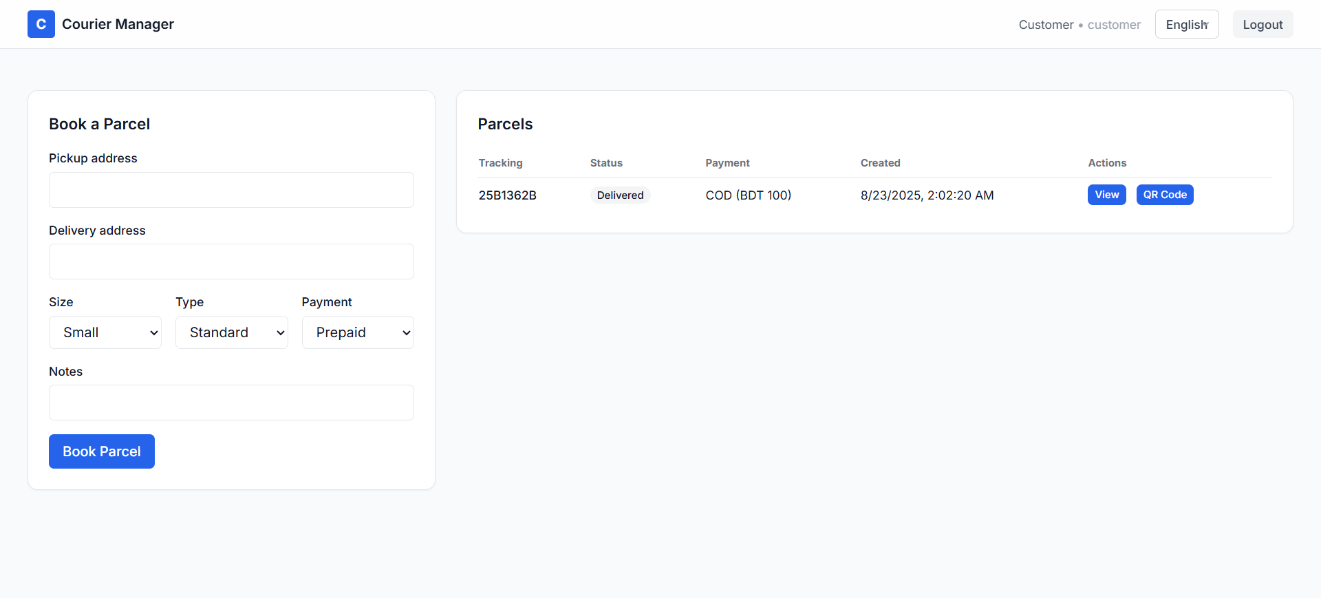 C Courier Manager
Customer • customer English Logout
Book a Parcel
Pickup address
Delivery address
Size Type Payment
Small Standard Prepaid
Notes
Book Parcel
Parcels
Tracking Status Payment Created Actions
25B1362B Delivered COD (BDT 100) 8/23/2025, 2:02:20 AM View QR Code